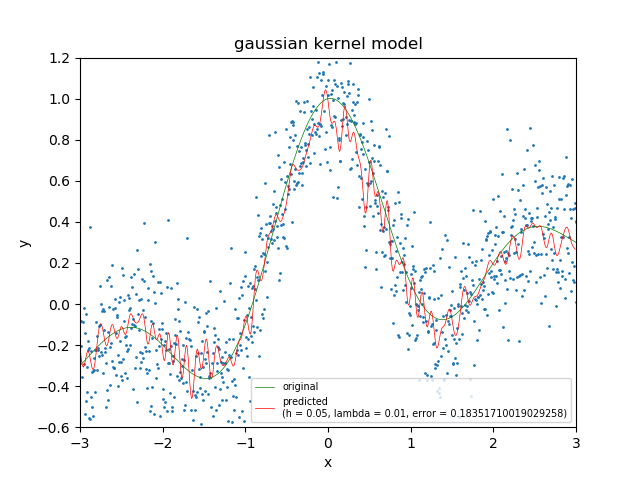 gaussian kernel model
1.2
1.0
0.8
0.6
0.4
0.2
0.0
−0.2
−0.4
−0.6
y
original
predicted
(h = 0.05, lambda = 0.01, error = 0.18351710019029258)
−3 −2 −1 0 1 2 3
x